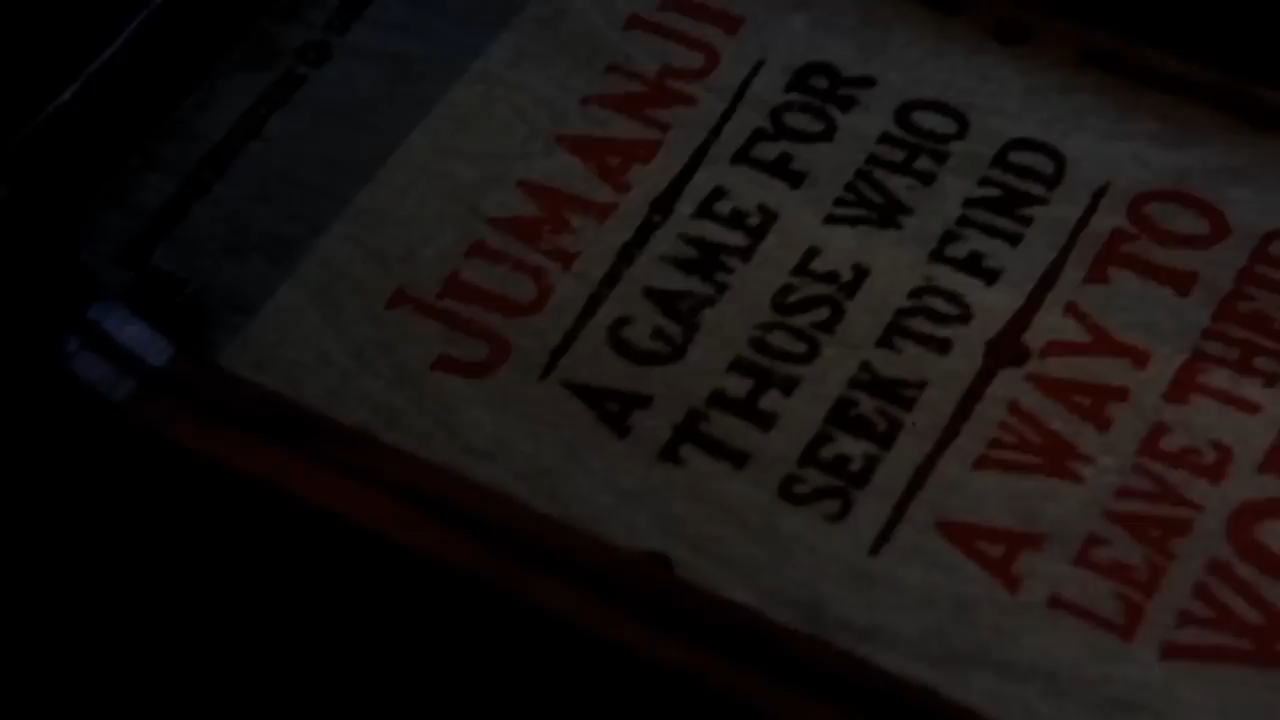 JUMANJI
A GAME FOR
THOSE WHO
SEEK TO FIND
A WAY TO
LEAVE THEIR